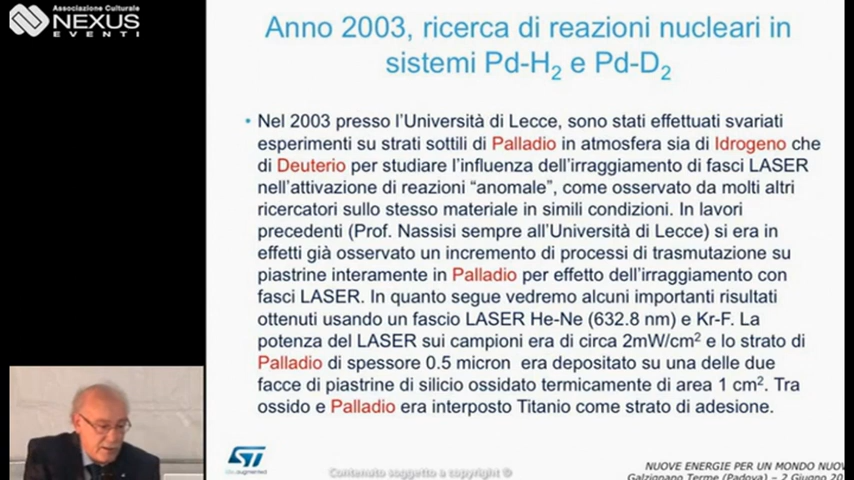 Associazione Culturale
NEXUS
EVENTI
Anno 2003, ricerca di reazioni nucleari in
sistemi Pd-H2 e Pd-D2
• Nel 2003 presso l'Università di Lecce, sono stati effettuati svariati
esperimenti su strati sottili di Palladio in atmosfera sia di Idrogeno che
di Deuterio per studiare l'influenza dell'irraggiamento di fasci LASER
nell'attivazione di reazioni "anomale", come osservato da molti altri
ricercatori sullo stesso materiale in simili condizioni. In lavori
precedenti (Prof. Nassisi sempre all'Università di Lecce) si era in
effetti già osservato un incremento di processi di trasmutazione su
piastrine interamente in Palladio per effetto dell'irraggiamento con
fasci LASER. In quanto segue vedremo alcuni importanti risultati
ottenuti usando un fascio LASER He-Ne (632.8 nm) e Kr-F. La
potenza del LASER sui campioni era di circa 2mW/cm2 e lo strato di
Palladio di spessore 0.5 micron era depositato su una delle due
facce di piastrine di silicio ossidato termicamente di area 1 cm2. Tra
ossido e Palladio era interposto Titanio come strato di adesione.
ST
life.augmented
Contenuto soggetto a copyright ©
NUOVE ENERGIE PER UN MONDO NUOV
Galzignano Terme (Padova) – 2 Giugno 20